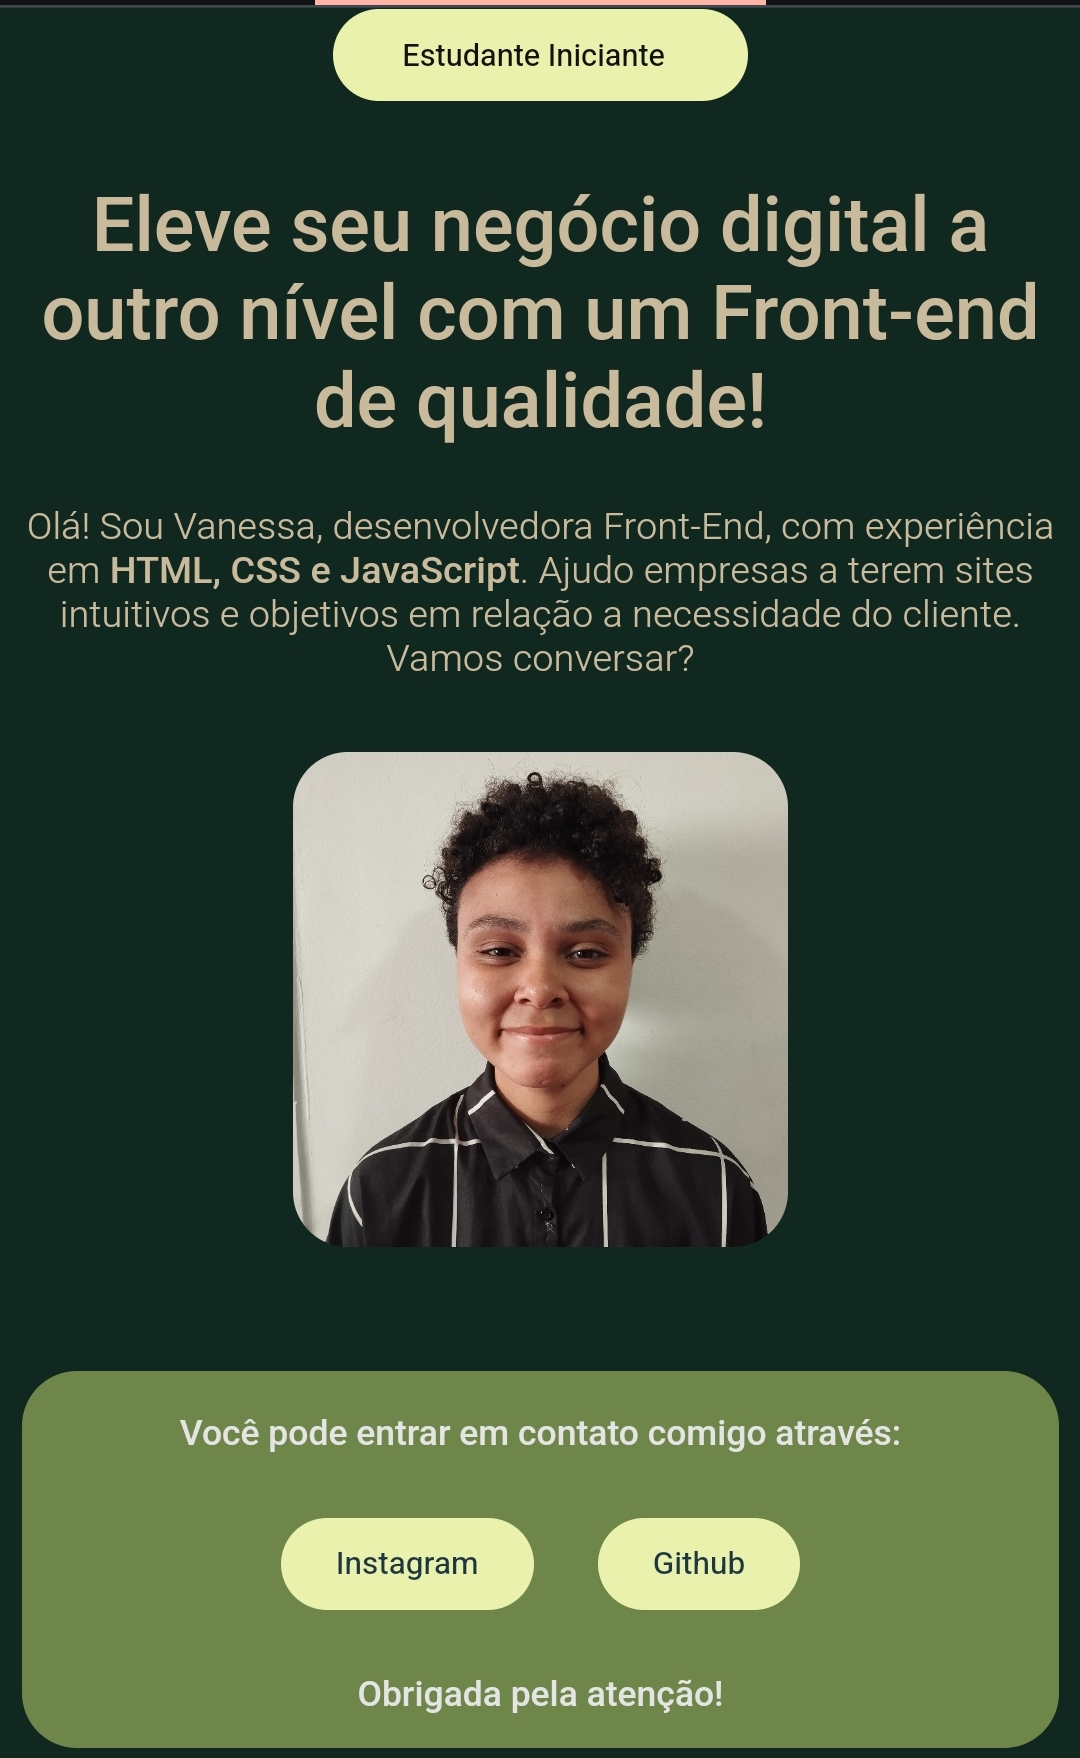 Estudante Iniciante
Eleve seu negócio digital a
outro nível com um Front-end
de qualidade!
Olá! Sou Vanessa, desenvolvedora Front-End, com experiência
em HTML, CSS e JavaScript. Ajudo empresas a terem sites
intuitivos e objetivos em relação a necessidade do cliente.
Vamos conversar?
Você pode entrar em contato comigo através:
Instagram
Github
Obrigada pela atenção!